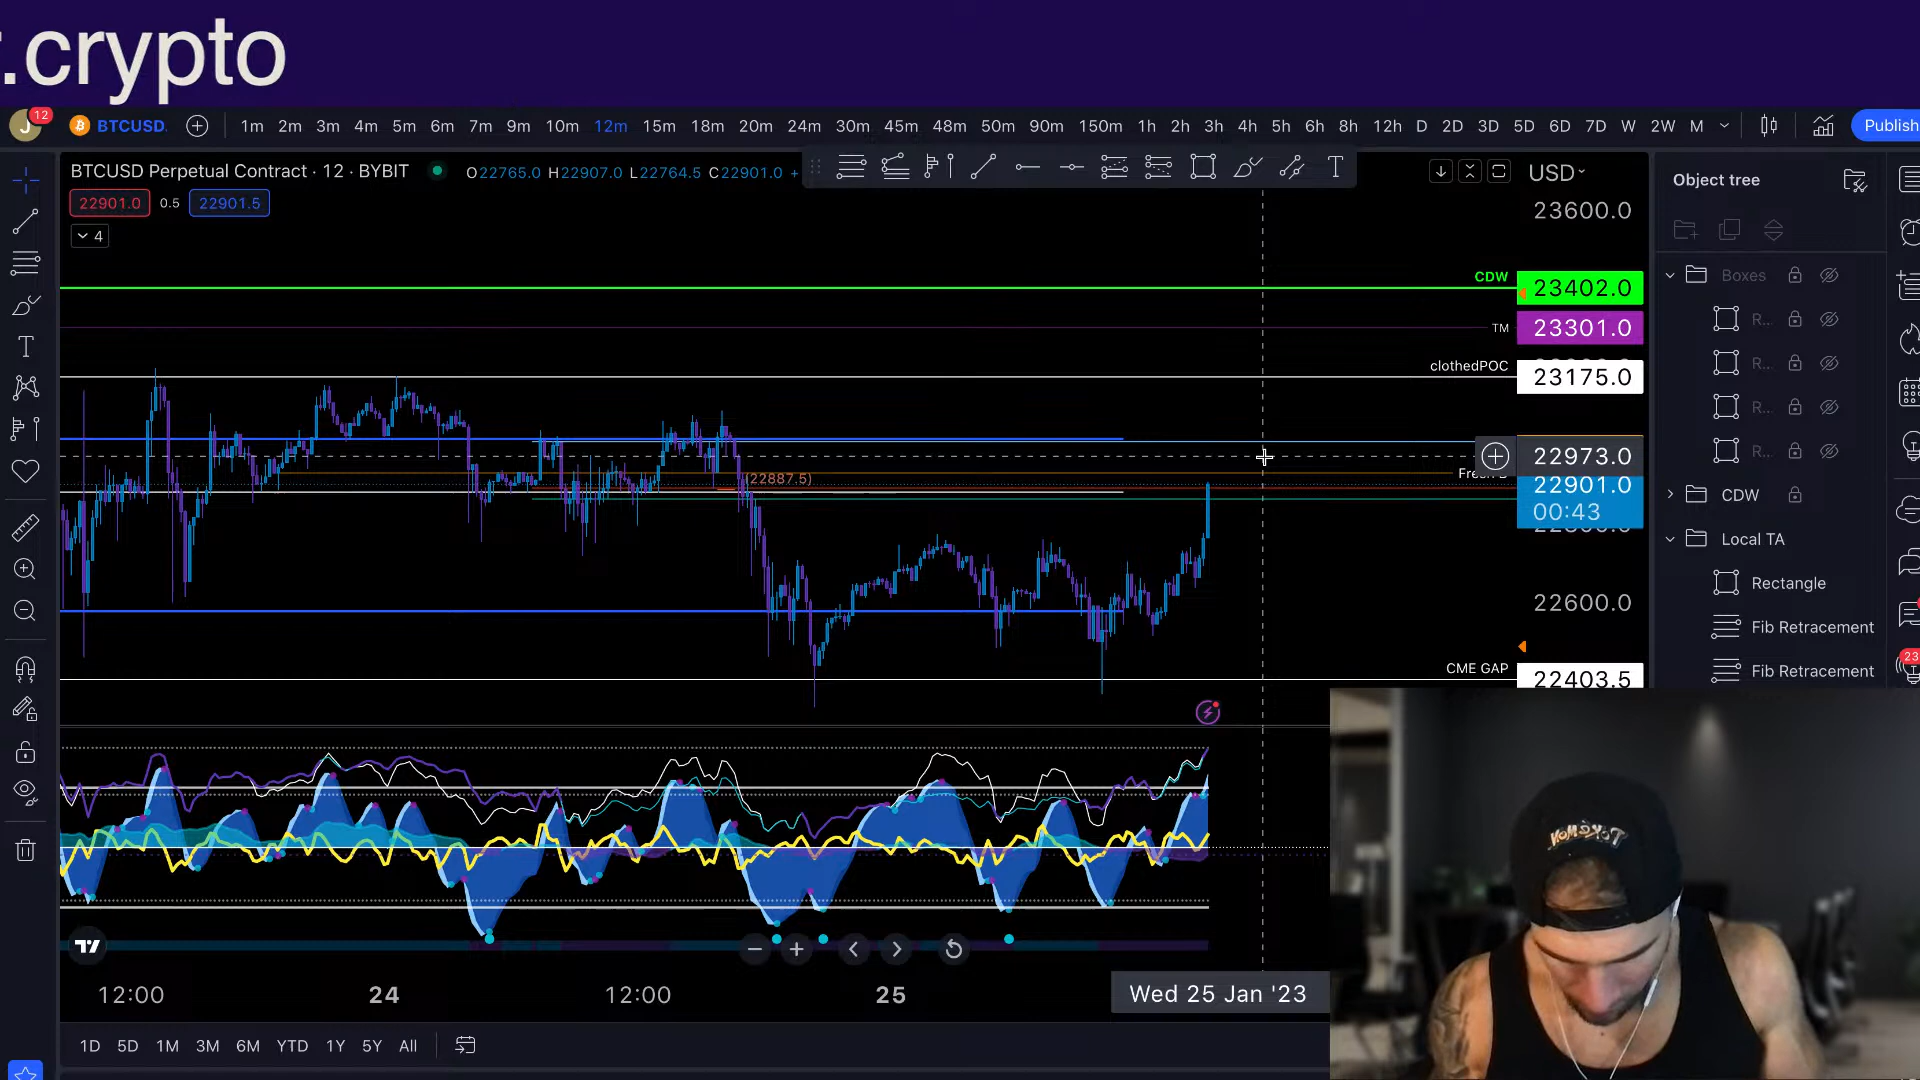 r.crypto
J 12 BTCUSD 1m 2m 3m 4m 5m 6m 7m 9m 10m 12m 15m 18m 20m 24m 30m 45m 48m 50m 90m 150m 1h 2h 3h 4h 5h 6h 8h 12h D 2D 3D 5D 6D 7D W 2W M Publish
BTCUSD Perpetual Contract · 12 · BYBIT O22765.0 H22907.0 L22764.5 C22901.0 +
USD
Object tree
22901.0 0.5 22901.5
23600.0
4
CDW 23402.0
Boxes
TM 23301.0
R...
clothedPOC 23175.0
R...
R...
22973.0
R...
(22887.5)
22901.0
CDW
00:43
Local TA
Rectangle
22600.0
Fib Retracement
CME GAP 22403.5
Fib Retracement
23
POKéMON
12:00 24 12:00 25 Wed 25 Jan '23
1D 5D 1M 3M 6M YTD 1Y 5Y All